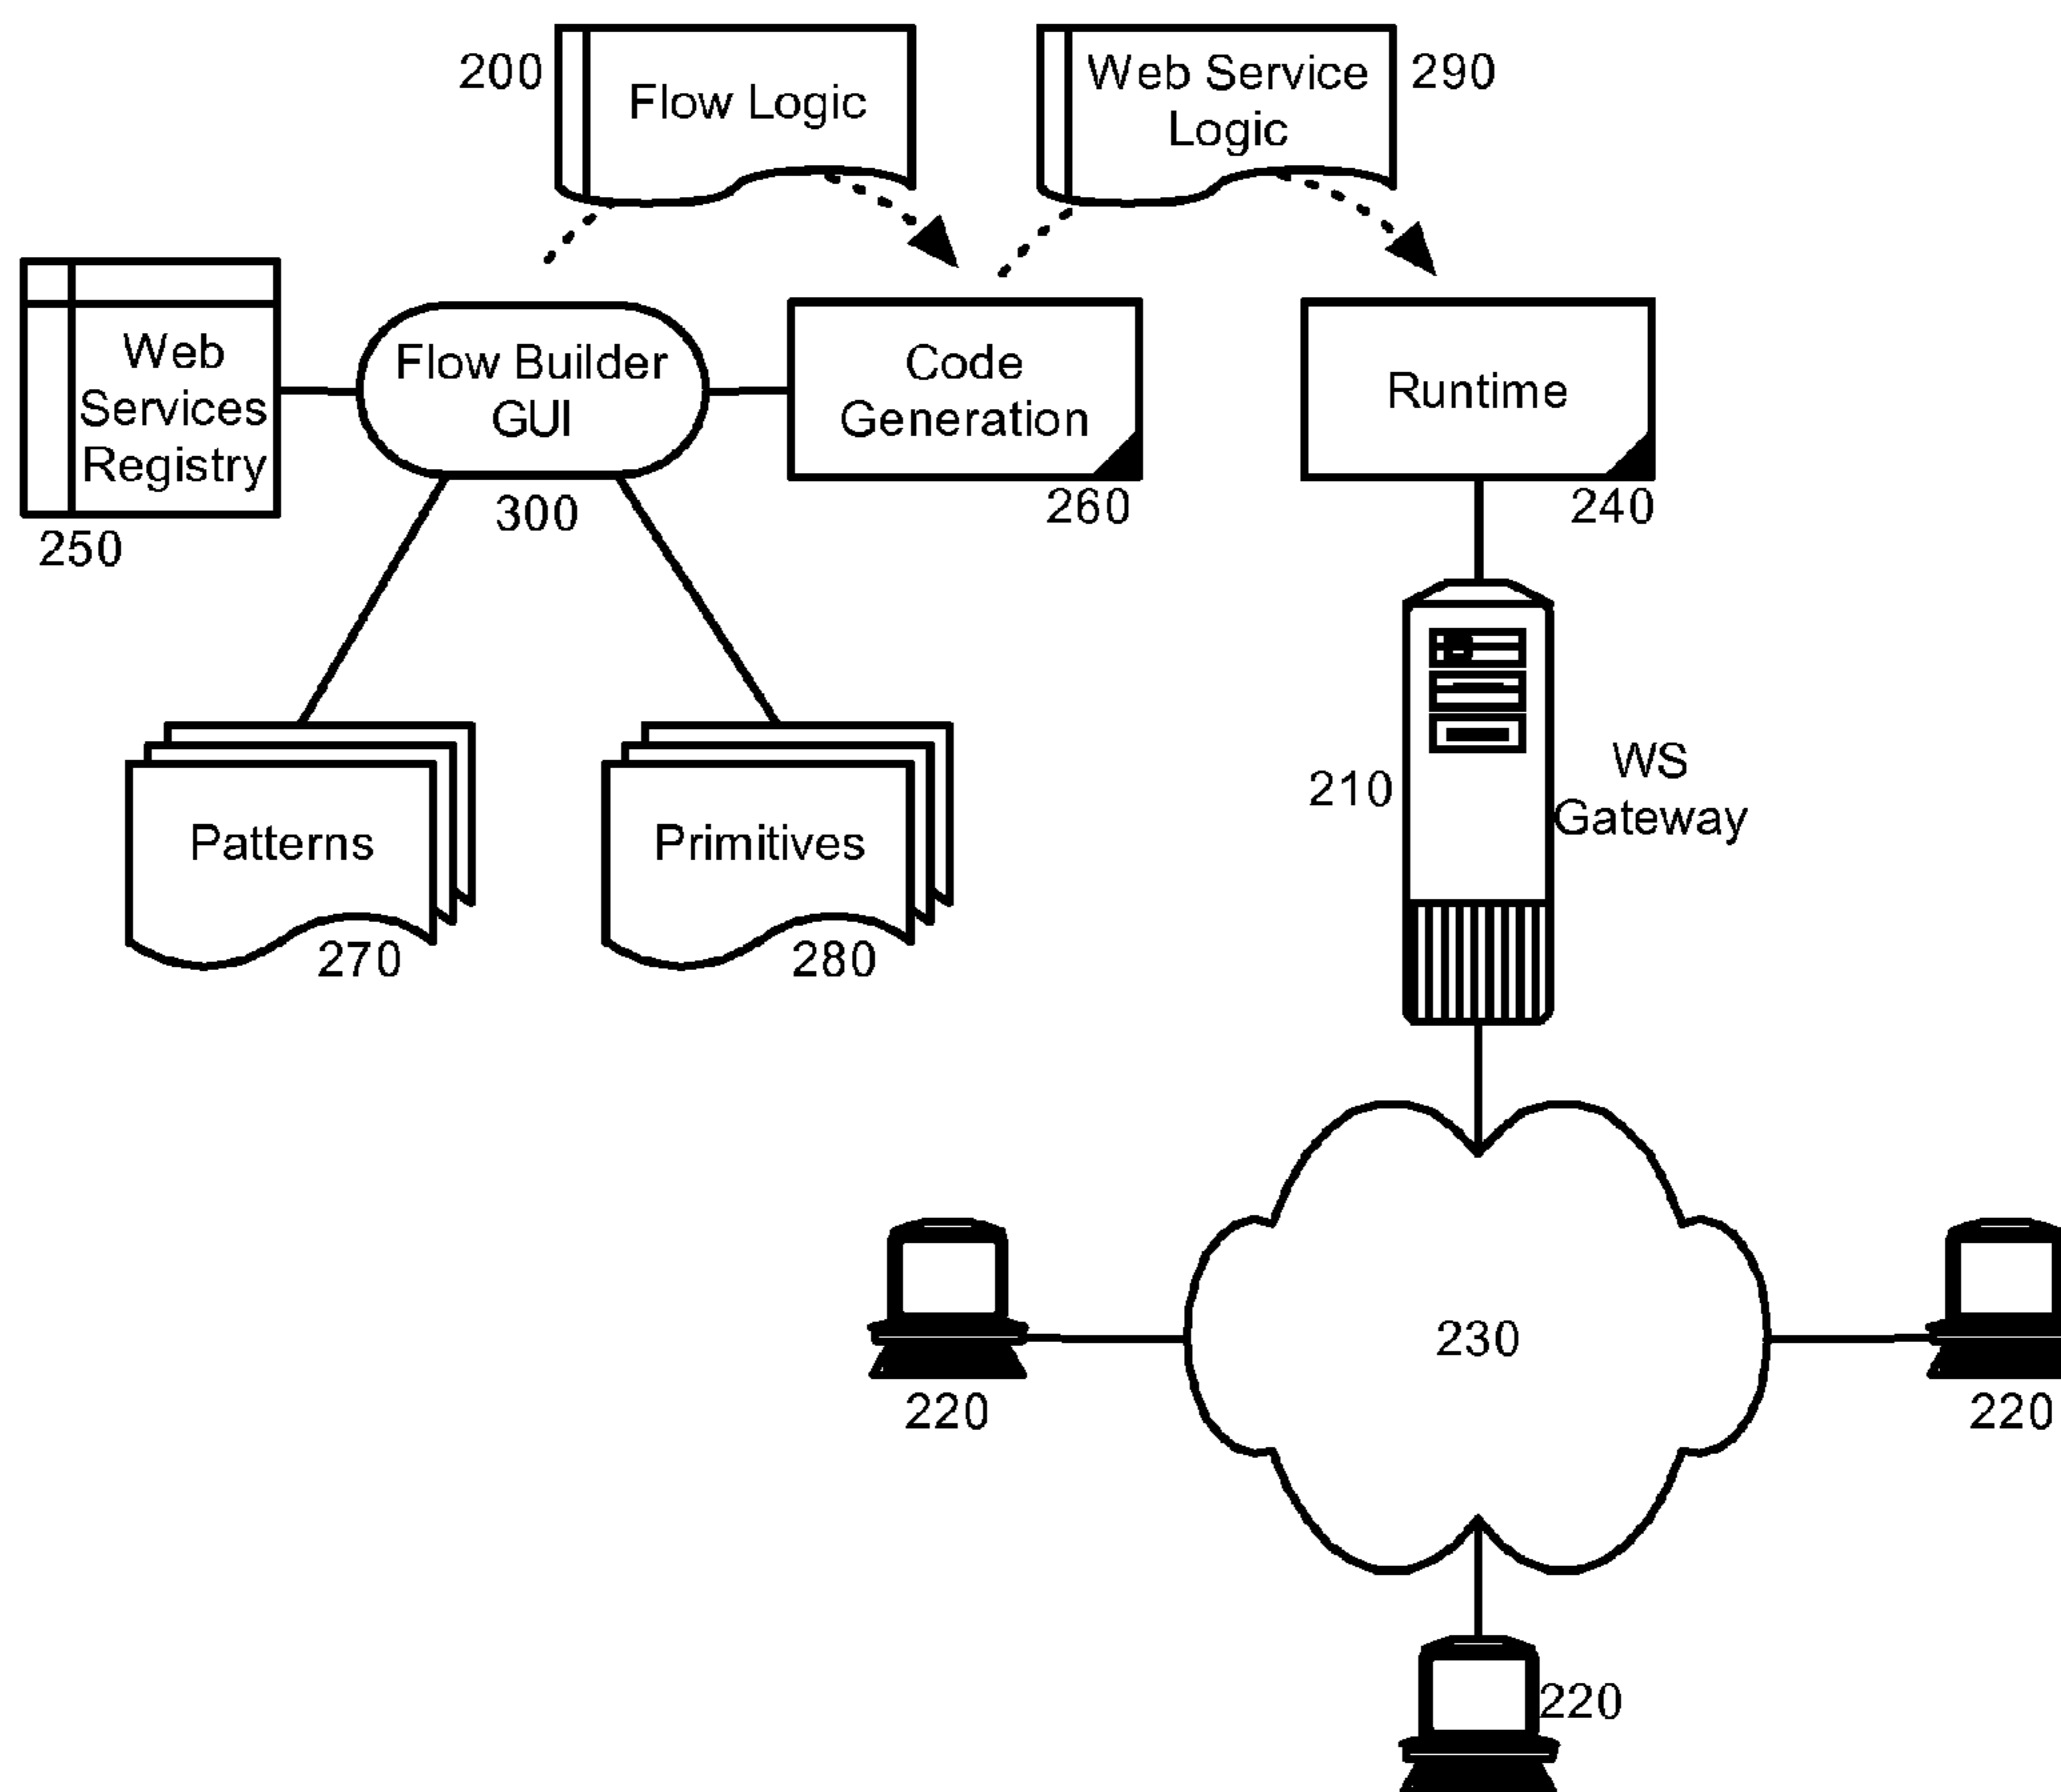 200
Flow Logic
Web Service
Logic
290
Web
Services
Registry
250
Flow Builder
GUI
300
Code
Generation
260
Runtime
240
Patterns
270
Primitives
280
210
WS
Gateway
230
220
220
220